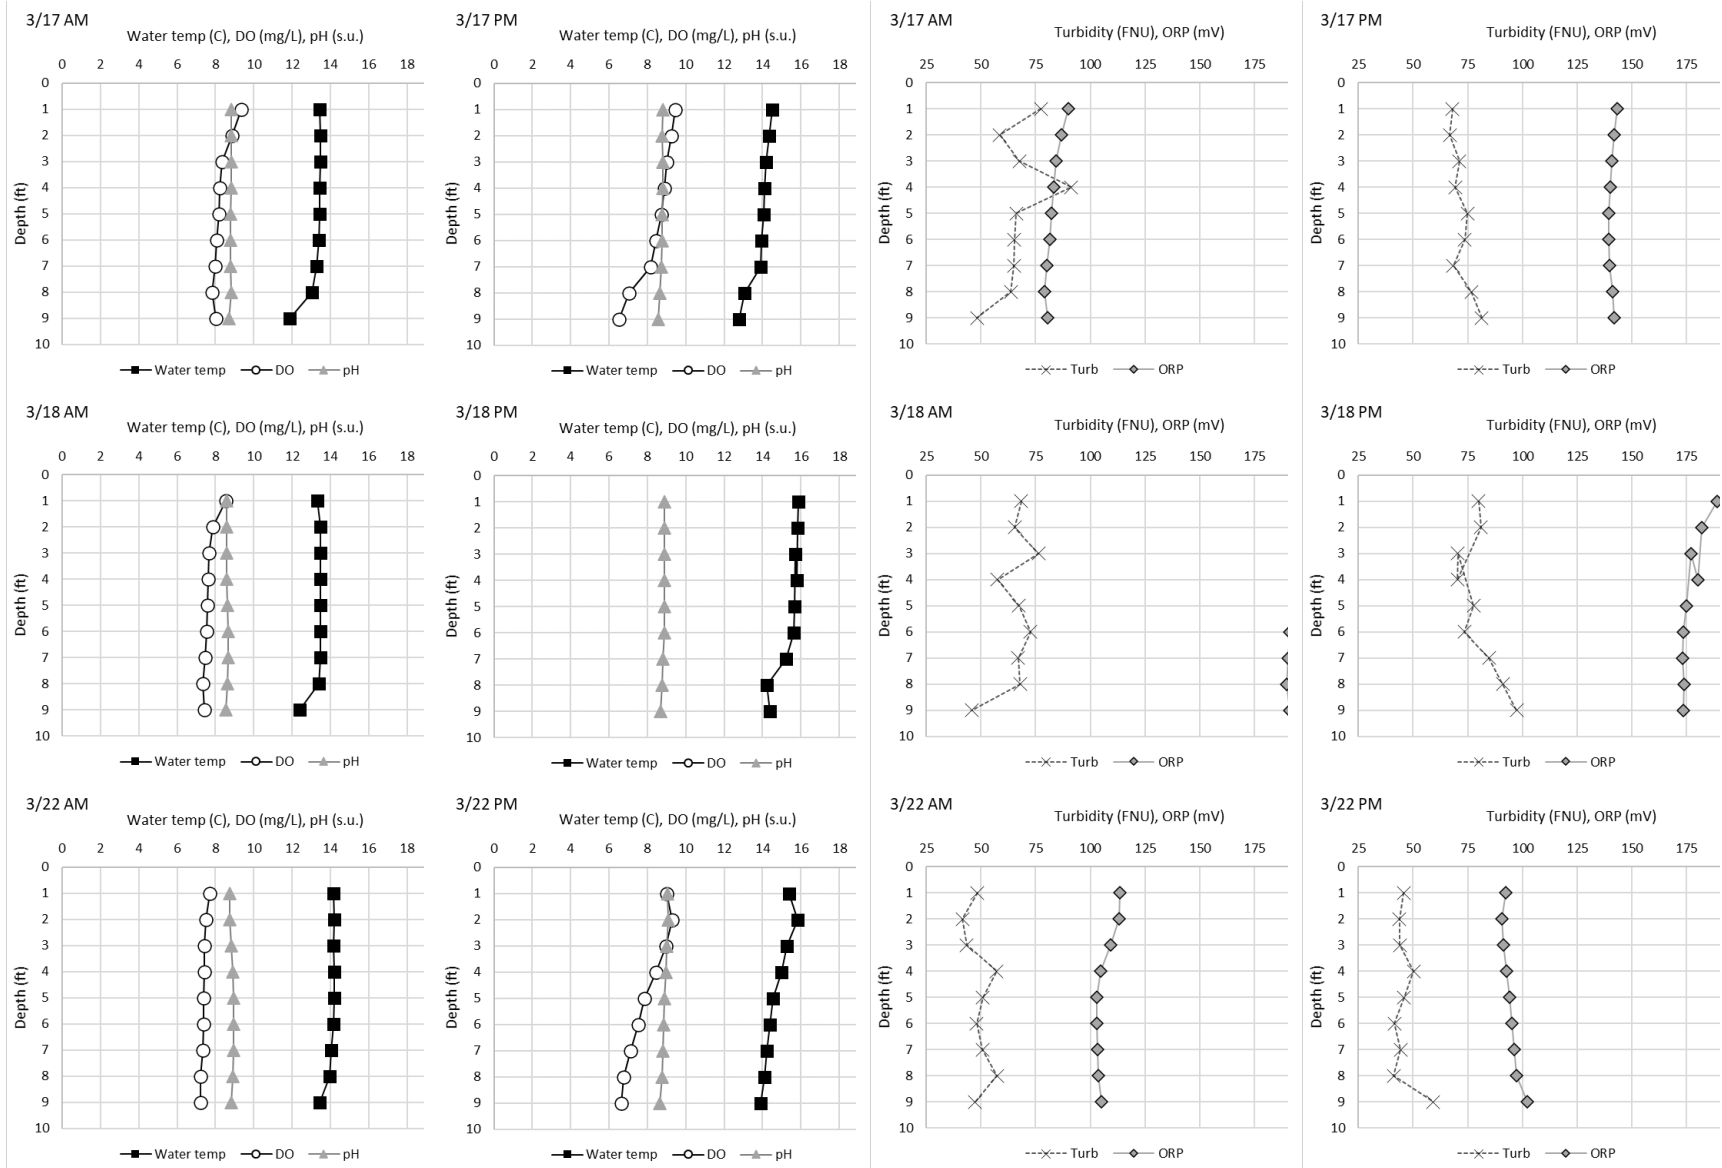 3/17 AM
Water temp (C), DO (mg/L), pH (s.u.)
0 2 4 6 8 10 12 14 16 18
0
1
2
3
4
5
6
7
8
9
10
Depth (ft)
Water temp DO pH
3/17 PM
Water temp (C), DO (mg/L), pH (s.u.)
0 2 4 6 8 10 12 14 16 18
0
1
2
3
4
5
6
7
8
9
10
Depth (ft)
Water temp DO pH
3/17 AM
Turbidity (FNU), ORP (mV)
25 50 75 100 125 150 175
0
1
2
3
4
5
6
7
8
9
10
Depth (ft)
Turb ORP
3/17 PM
Turbidity (FNU), ORP (mV)
25 50 75 100 125 150 175
0
1
2
3
4
5
6
7
8
9
10
Depth (ft)
Turb ORP
3/18 AM
Water temp (C), DO (mg/L), pH (s.u.)
0 2 4 6 8 10 12 14 16 18
0
1
2
3
4
5
6
7
8
9
10
Depth (ft)
Water temp DO pH
3/18 PM
Water temp (C), DO (mg/L), pH (s.u.)
0 2 4 6 8 10 12 14 16 18
0
1
2
3
4
5
6
7
8
9
10
Depth (ft)
Water temp DO pH
3/18 AM
Turbidity (FNU), ORP (mV)
25 50 75 100 125 150 175
0
1
2
3
4
5
6
7
8
9
10
Depth (ft)
Turb ORP
3/18 PM
Turbidity (FNU), ORP (mV)
25 50 75 100 125 150 175
0
1
2
3
4
5
6
7
8
9
10
Depth (ft)
Turb ORP
3/22 AM
Water temp (C), DO (mg/L), pH (s.u.)
0 2 4 6 8 10 12 14 16 18
0
1
2
3
4
5
6
7
8
9
10
Depth (ft)
Water temp DO pH
3/22 PM
Water temp (C), DO (mg/L), pH (s.u.)
0 2 4 6 8 10 12 14 16 18
0
1
2
3
4
5
6
7
8
9
10
Depth (ft)
Water temp DO pH
3/22 AM
Turbidity (FNU), ORP (mV)
25 50 75 100 125 150 175
0
1
2
3
4
5
6
7
8
9
10
Depth (ft)
Turb ORP
3/22 PM
Turbidity (FNU), ORP (mV)
25 50 75 100 125 150 175
0
1
2
3
4
5
6
7
8
9
10
Depth (ft)
Turb ORP